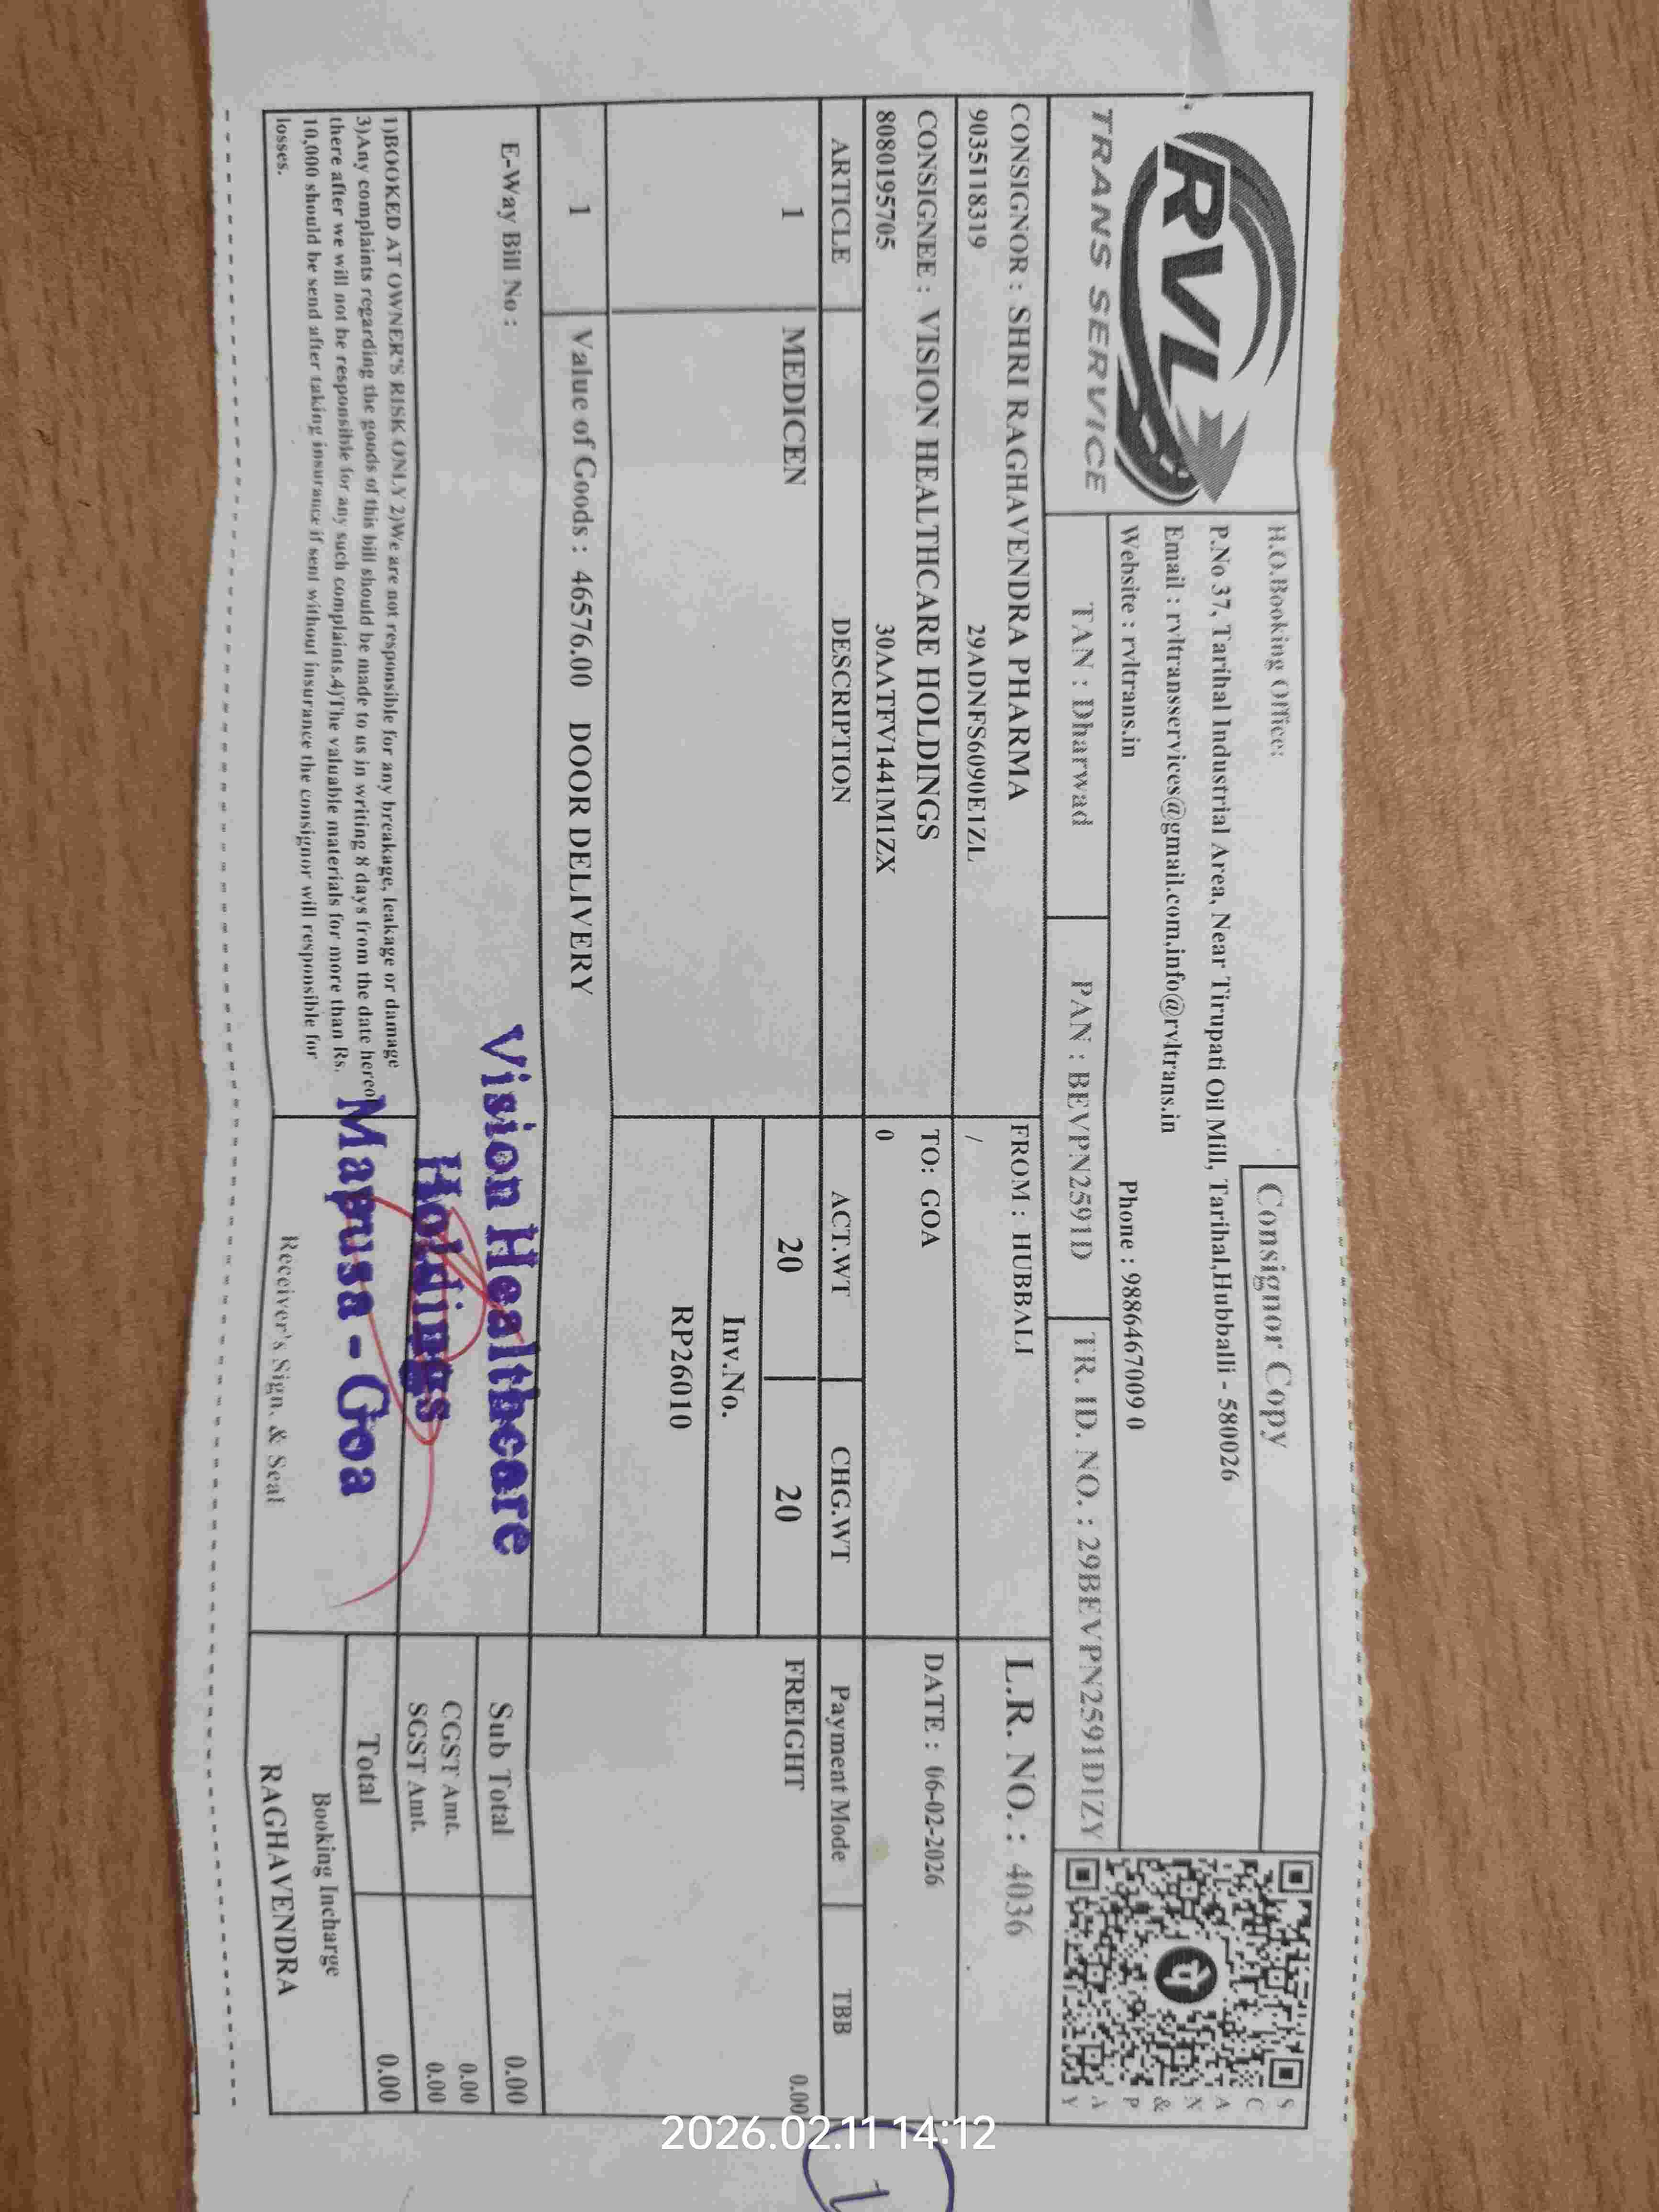 RVL
TRANS SERVICE
H.O.Booking Office:
Consignor Copy
P.No 37, Tarihal Industrial Area, Near Tirupati Oil Mill, Tarihal,Hubballi - 580026
Email : rvltransservices@gmail.com,info@rvltrans.in
Website : rvltrans.in
Phone : 9886467009 0
SCAN & PAY
TAN : Dharwad
PAN : BEVPN2591D
TR. ID. NO. : 29BEVPN2591DIZY
CONSIGNOR : SHRI RAGHAVENDRA PHARMA
FROM : HUBBALI
L.R. NO. : 4036
9035118319
29ADNFS6090E1ZL
/
CONSIGNEE : VISION HEALTHCARE HOLDINGS
TO: GOA
DATE : 06-02-2026
8080195705
30AATFV1441M1ZX
0
ARTICLE
DESCRIPTION
ACT.WT
CHG.WT
Payment Mode
TBB
1
MEDICEN
20
20
FREIGHT
0.00
Inv.No.
RP26010
1
Value of Goods : 46576.00 DOOR DELIVERY
E-Way Bill No :
Vision Healthcare
Holdings
Mapusa - Goa
Sub Total
0.00
CGST Amt.
0.00
SGST Amt.
0.00
Total
0.00
1)BOOKED AT OWNER'S RISK ONLY 2)We are not responsible for any breakage, leakage or damage
3)Any complaints regarding the goods of this bill should be made to us in writing 8 days from the date hereof
there after we will not be responsible for any such complaints.4)The valuable materials for more than Rs.
10,000 should be send after taking insurance if sent without insurance the consignor will responsible for
losses.
Receiver's Sign. & Seal
Booking Incharge
RAGHAVENDRA
1
2026.02.11 14:12